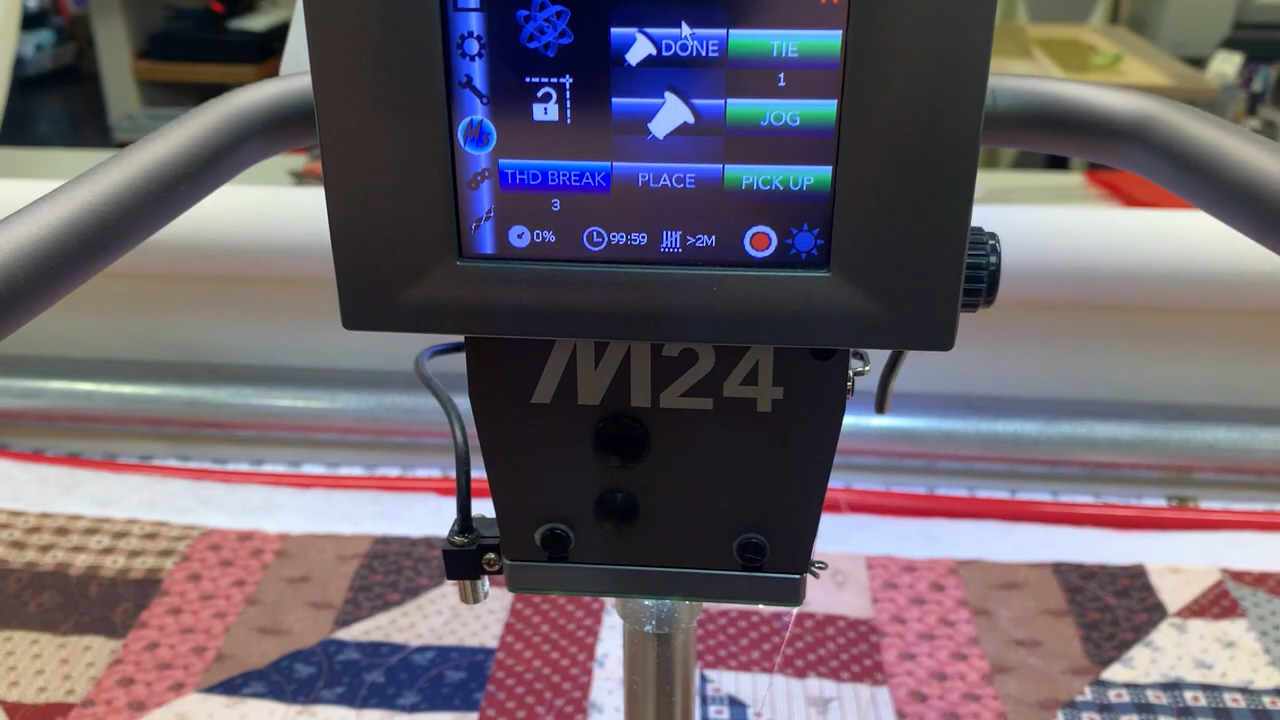 DONE
TIE
1
JOG
THD BREAK
PLACE
PICK UP
3
0%
99:59
>2M
M24